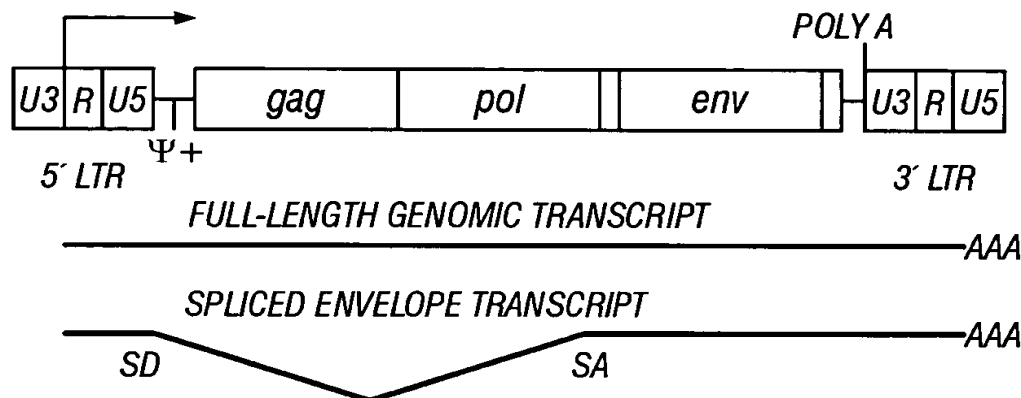 POLY A
U3 R U5 gag pol env U3 R U5
Ψ+
5´ LTR 3´ LTR
FULL-LENGTH GENOMIC TRANSCRIPT
AAA
SPLICED ENVELOPE TRANSCRIPT
AAA
SD SA